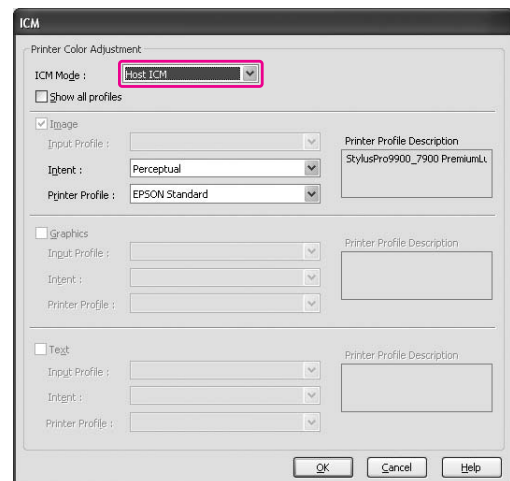 ICM
Printer Color Adjustment
ICM Mode : Host ICM
Show all profiles
Image
Input Profile :
Printer Profile Description
Intent : Perceptual
StylusPro9900_7900 PremiumLu
Printer Profile : EPSON Standard
Graphics
Input Profile :
Printer Profile Description
Intent :
Printer Profile :
Text
Input Profile :
Printer Profile Description
Intent :
Printer Profile :
OK Cancel Help